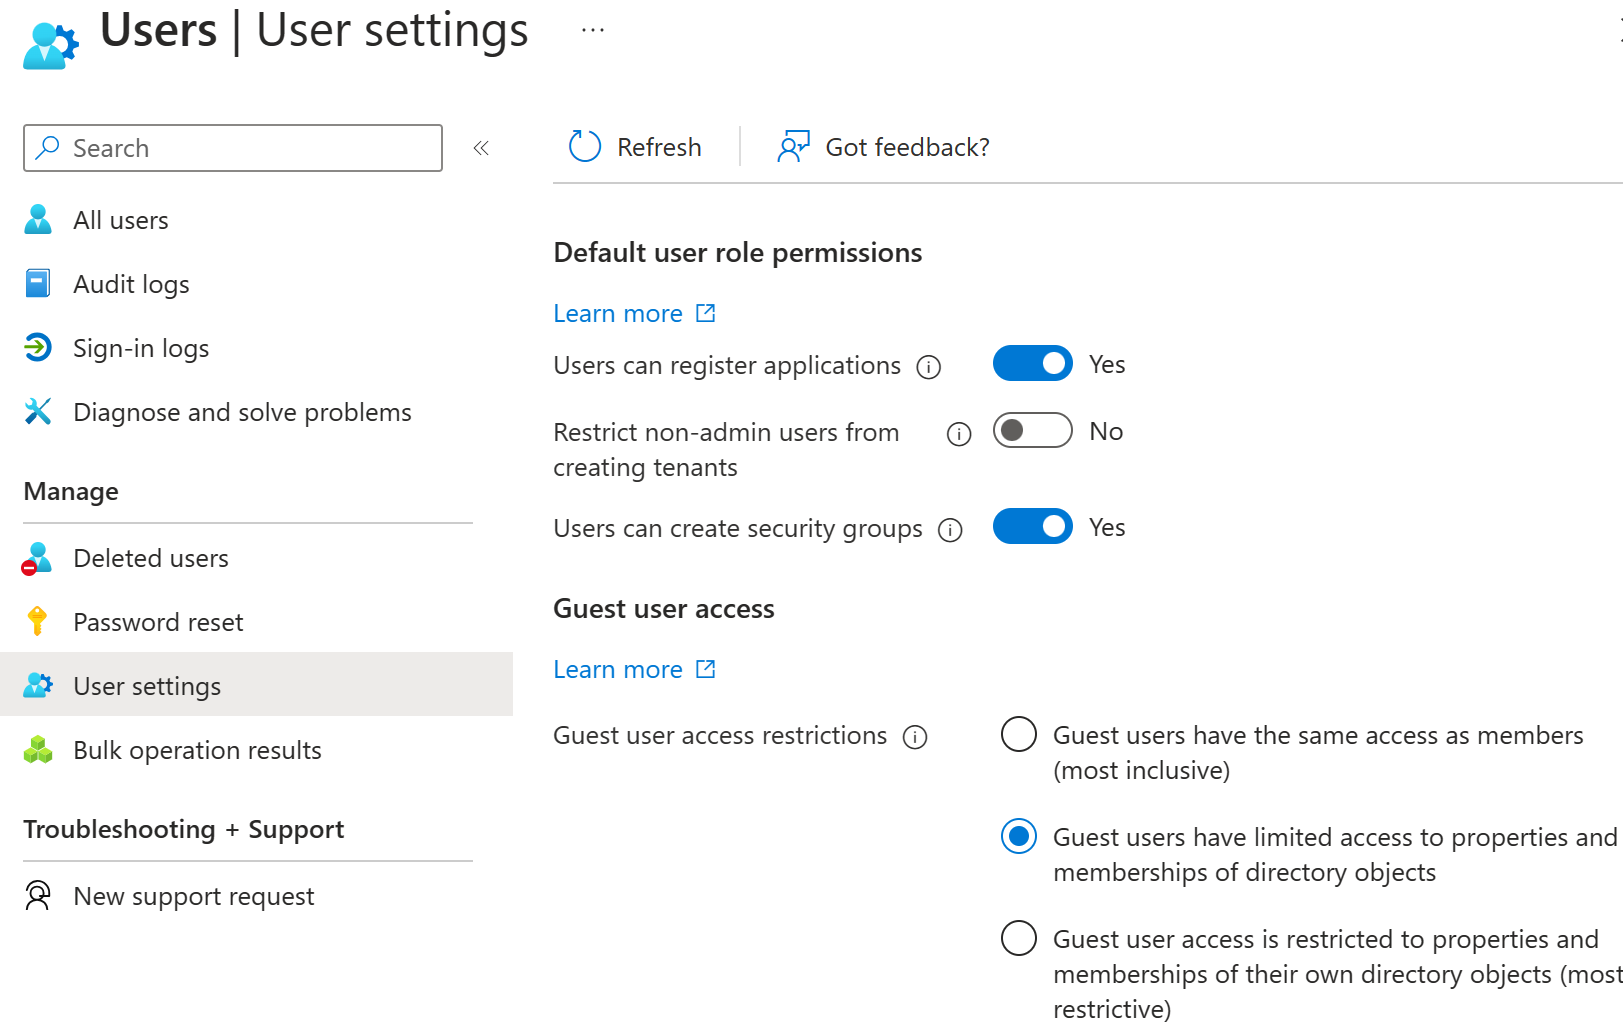 Users | User settings ...
Search
«
All users
Audit logs
Sign-in logs
Diagnose and solve problems
Manage
Deleted users
Password reset
User settings
Bulk operation results
Troubleshooting + Support
New support request
Refresh
Got feedback?
Default user role permissions
Learn more
Users can register applications
Yes
Restrict non-admin users from
creating tenants
No
Users can create security groups
Yes
Guest user access
Learn more
Guest user access restrictions
Guest users have the same access as members
(most inclusive)
Guest users have limited access to properties and
memberships of directory objects
Guest user access is restricted to properties and
memberships of their own directory objects (most
restrictive)